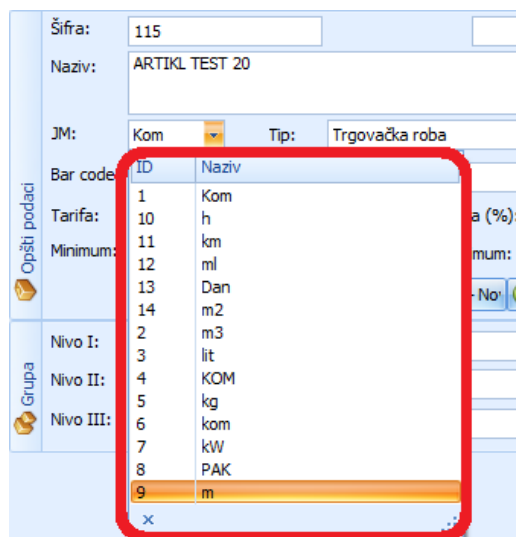 Šifra: 115
Naziv: ARTIKL TEST 20
JM: Kom Tip: Trgovačka roba
Bar code
Tarifa: a (%):
Minimum: mum:
Nov
Opšti podaci
ID Naziv
1 Kom
10 h
11 km
12 ml
13 Dan
14 m2
2 m3
3 lit
4 KOM
5 kg
6 kom
7 kW
8 PAK
9 m
Grupa
Nivo I:
Nivo II:
Nivo III: